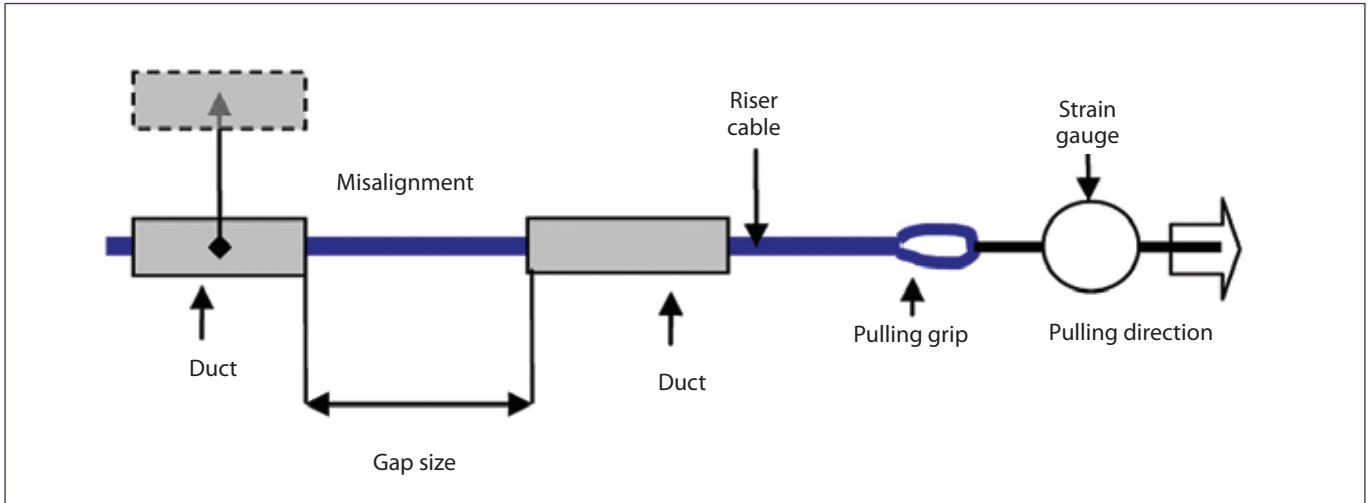 Riser
cable
Strain
gauge
Misalignment
Pulling grip
Pulling direction
Duct
Duct
Gap size